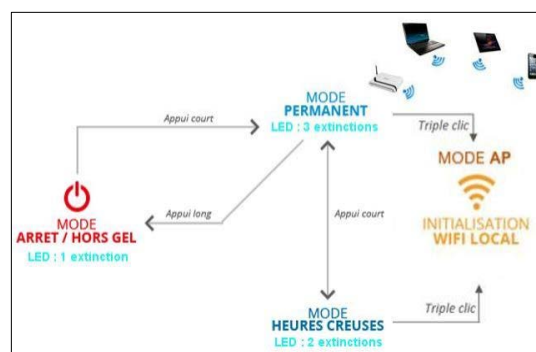 MODE
PERMANENT
LED : 3 extinctions
Appui court
Triple clic
MODE AP
INITIALISATION
WIFI LOCAL
MODE
ARRET / HORS GEL
LED : 1 extinction
Appui long
Appui court
MODE
HEURES CREUSES
LED : 2 extinctions
Triple clic